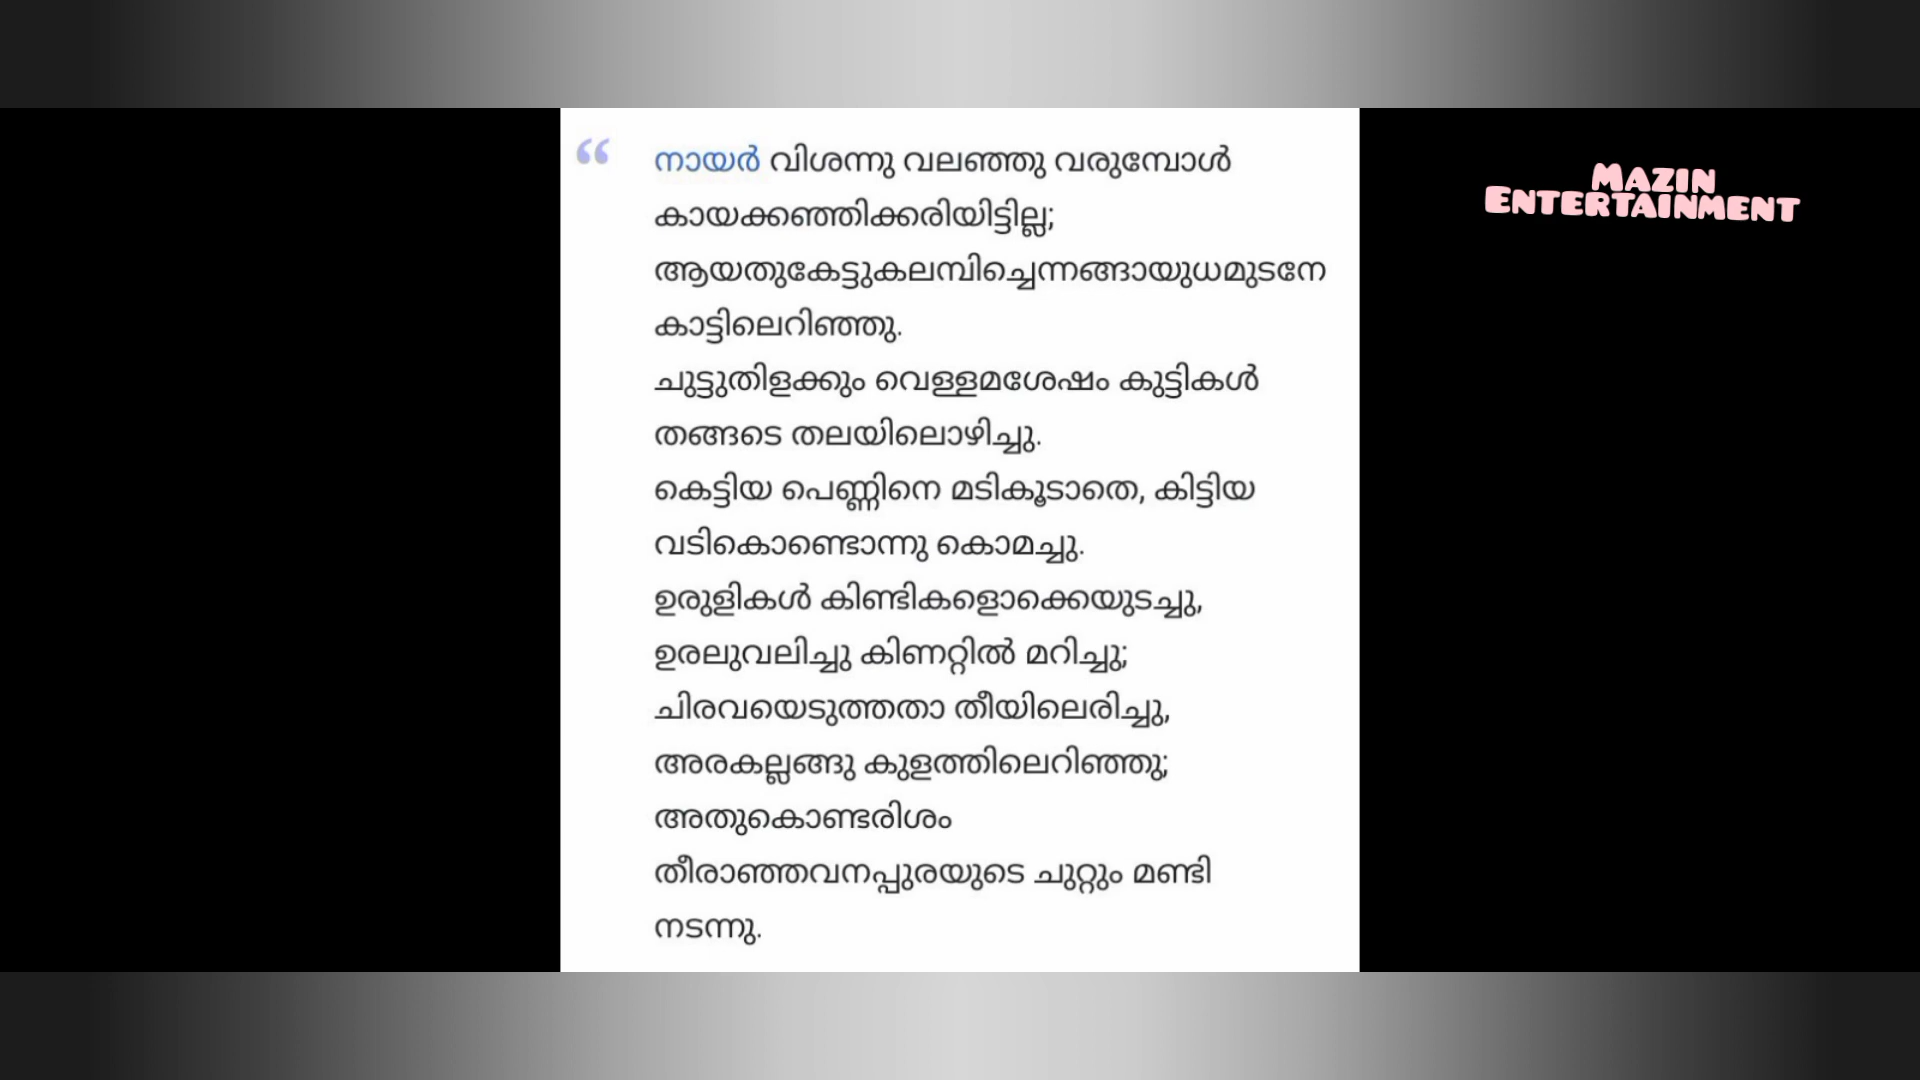 “
നായർ വിശന്നു വലഞ്ഞു വരുമ്പോൾ
കായക്കഞ്ഞിക്കരിയിട്ടില്ല;
ആയതുകേട്ടുകലമ്പിച്ചെന്നങ്ങായുധമുടനേ
കാട്ടിലെറിഞ്ഞു.
ചുട്ടുതിളക്കും വെള്ളമശേഷം കുട്ടികൾ
തങ്ങടെ തലയിലൊഴിച്ചു.
കെട്ടിയ പെണ്ണിനെ മടികൂടാതെ, കിട്ടിയ
വടികൊണ്ടൊന്നു കൊമച്ചു.
ഉരുളികൾ കിണ്ടികളൊക്കെയുടച്ചു,
ഉരലുവലിച്ചു കിണറ്റിൽ മറിച്ചു;
ചിരവയെടുത്തതാ തീയിലെരിച്ചു,
അരകല്ലങ്ങു കുളത്തിലെറിഞ്ഞു;
അതുകൊണ്ടരിശം
തീരാഞ്ഞവനപ്പുരയുടെ ചുറ്റും മണ്ടി
നടന്നു.
MAZIN
ENTERTAINMENT